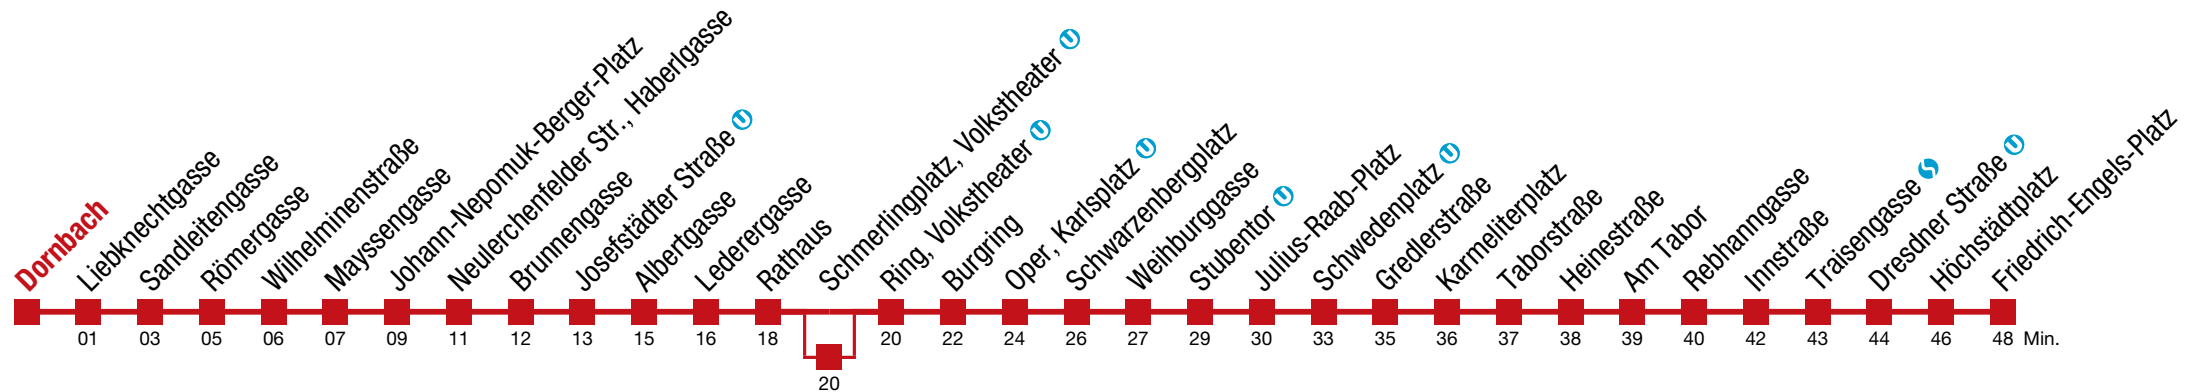 Dornbach
Liebknechtgasse
Sandleitengasse
Römergasse
Wilhelminenstraße
Mayssengasse
Johann-Nepomuk-Berger-Platz
Neulerchenfelder Str., Haberlgasse
Brunnengasse
Josefstädter Straße U
Albertgasse
Lederergasse
Rathaus
Schmerlingplatz, Volkstheater U
Ring, Volkstheater U
Burgring
Oper, Karlsplatz U
Schwarzenbergplatz
Weihburggasse
Stubentor U
Julius-Raab-Platz
Schwedenplatz U
Gredlerstraße
Karmeliterplatz
Taborstraße
Heinestraße
Am Tabor
Rebhanngasse
Innstraße
Traisengasse S
Dresdner Straße U
Höchstädtplatz
Friedrich-Engels-Platz
01 03 05 06 07 09 11 12 13 15 16 18 20 22 24 26 27 29 30 33 35 36 37 38 39 40 42 43 44 46 48 Min.
20